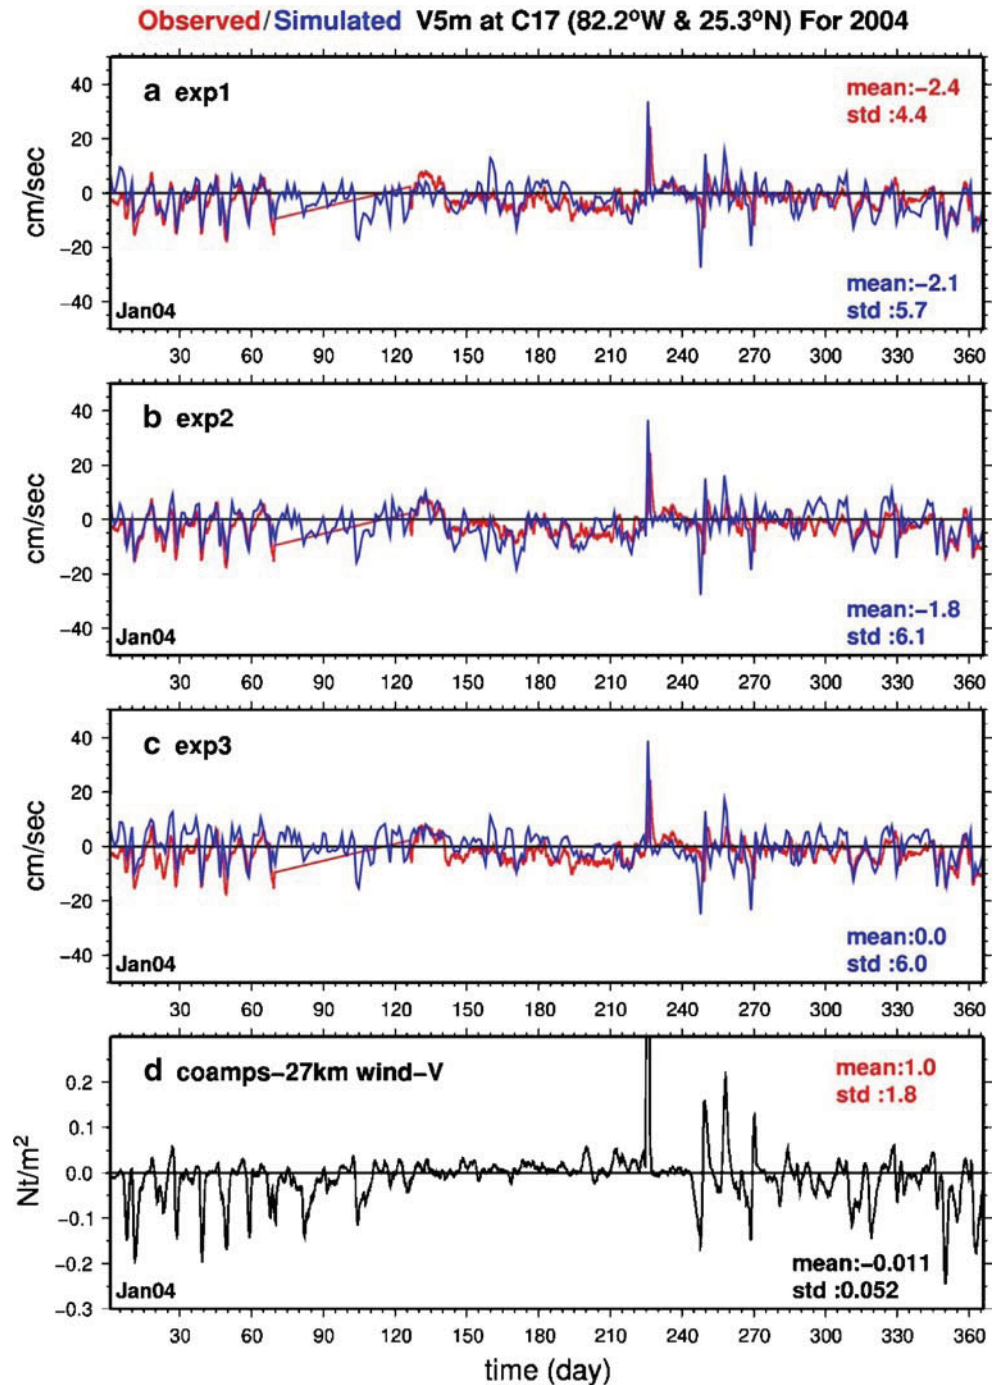 Observed/Simulated V5m at C17 (82.2°W & 25.3°N) For 2004
a exp1
mean:−2.4
std :4.4
40
20
0
−20
−40
cm/sec
mean:−2.1
std :5.7
Jan04
30 60 90 120 150 180 210 240 270 300 330 360
b exp2
40
20
0
−20
−40
cm/sec
mean:−1.8
std :6.1
Jan04
30 60 90 120 150 180 210 240 270 300 330 360
c exp3
40
20
0
−20
−40
cm/sec
mean:0.0
std :6.0
Jan04
30 60 90 120 150 180 210 240 270 300 330 360
d coamps−27km wind−V
mean:1.0
std :1.8
0.2
0.1
0.0
−0.1
−0.2
−0.3
Nt/m²
mean:−0.011
std :0.052
Jan04
30 60 90 120 150 180 210 240 270 300 330 360
time (day)